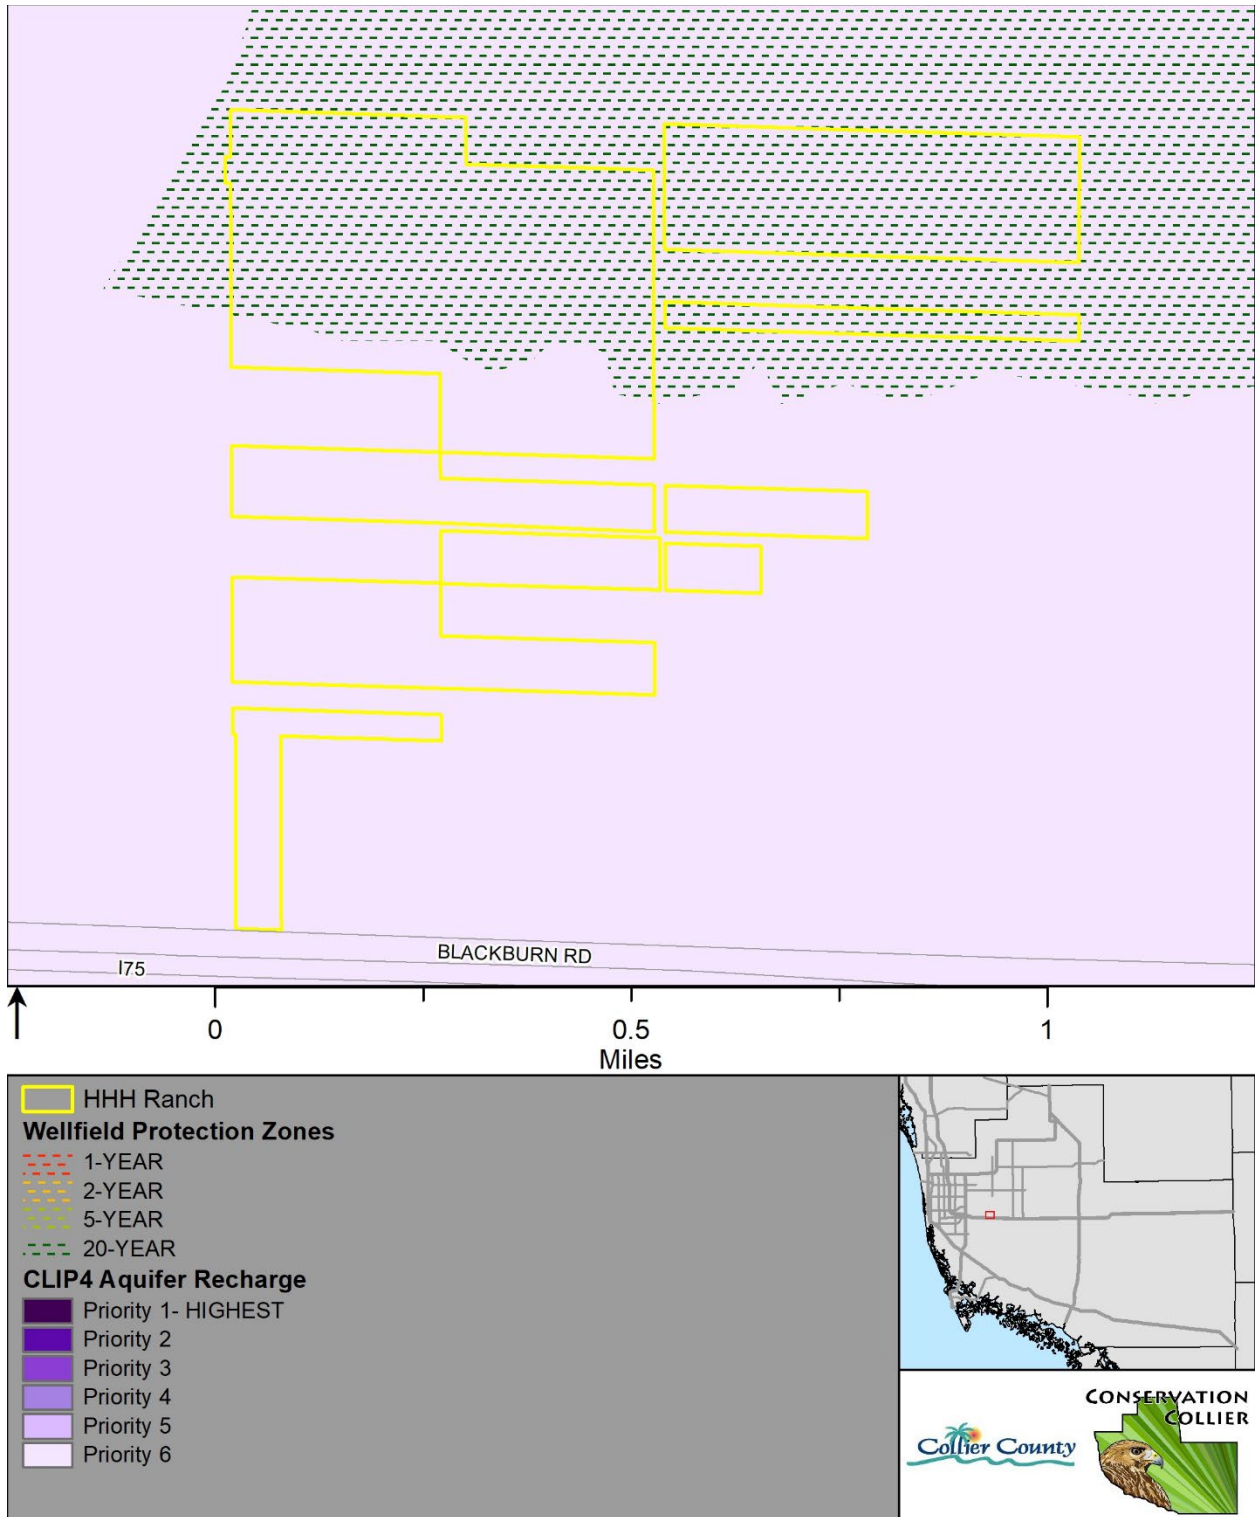 BLACKBURN RD
I75
0 0.5 1
Miles
HHH Ranch
Wellfield Protection Zones
1-YEAR
2-YEAR
5-YEAR
20-YEAR
CLIP4 Aquifer Recharge
Priority 1- HIGHEST
Priority 2
Priority 3
Priority 4
Priority 5
Priority 6
Collier County
CONSERVATION
COLLIER